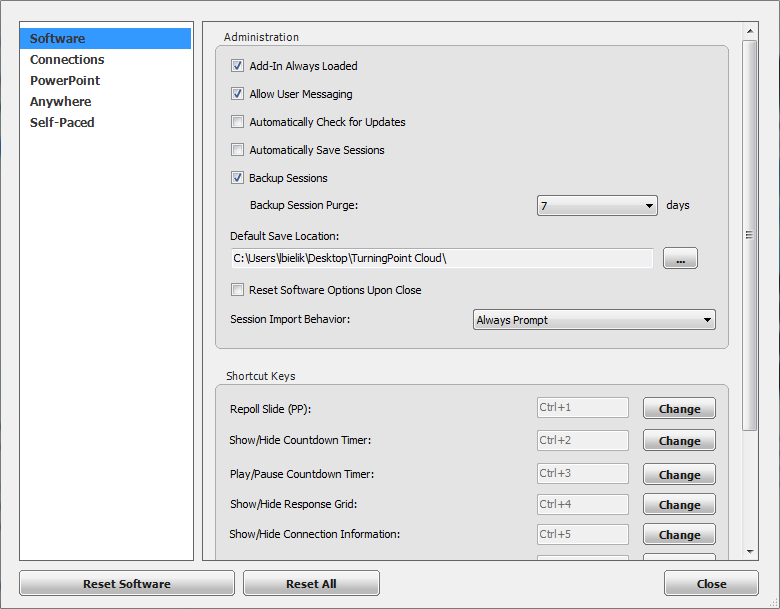 Software
Connections
PowerPoint
Anywhere
Self-Paced
Administration
Add-In Always Loaded
Allow User Messaging
Automatically Check for Updates
Automatically Save Sessions
Backup Sessions
Backup Session Purge: 7 days
Default Save Location:
C:\Users\lbielik\Desktop\TurningPoint Cloud\ ...
Reset Software Options Upon Close
Session Import Behavior: Always Prompt
Shortcut Keys
Repoll Slide (PP): Ctrl+1 Change
Show/Hide Countdown Timer: Ctrl+2 Change
Play/Pause Countdown Timer: Ctrl+3 Change
Show/Hide Response Grid: Ctrl+4 Change
Show/Hide Connection Information: Ctrl+5 Change
Reset Software Reset All Close